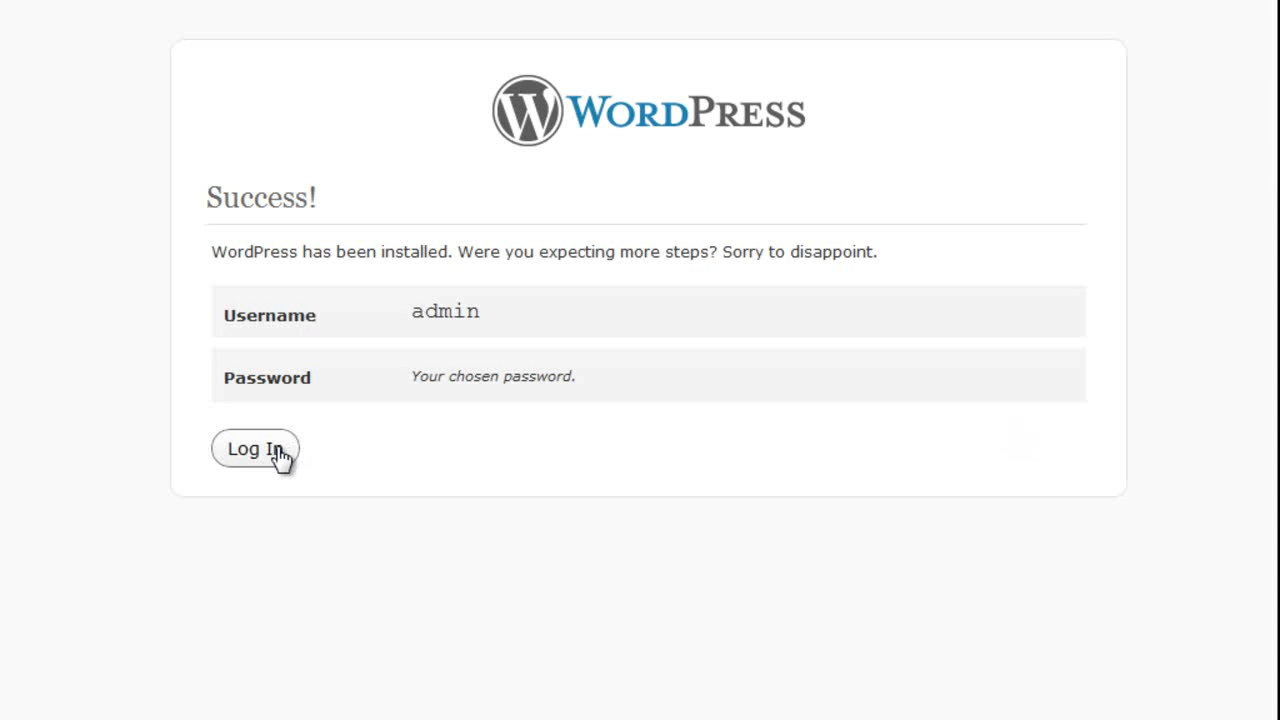 WORDPRESS
Success!
WordPress has been installed. Were you expecting more steps? Sorry to disappoint.
Username admin
Password Your chosen password.
Log In